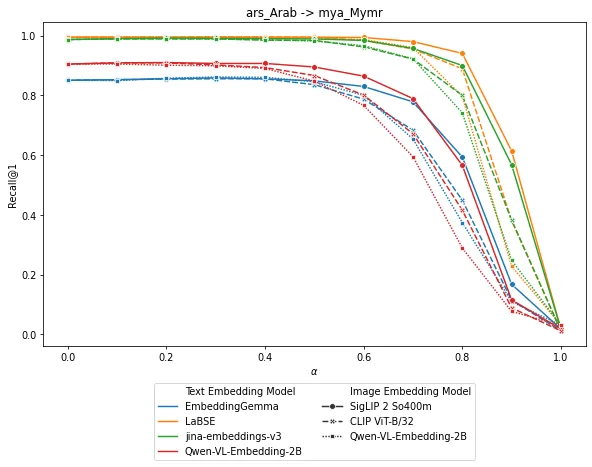 ars_Arab -> mya_Mymr
1.0
0.8
0.6
0.4
0.2
0.0
Recall@1
0.0 0.2 0.4 0.6 0.8 1.0
α
Text Embedding Model Image Embedding Model
EmbeddingGemma SigLIP 2 So400m
LaBSE CLIP ViT-B/32
jina-embeddings-v3 Qwen-VL-Embedding-2B
Qwen-VL-Embedding-2B